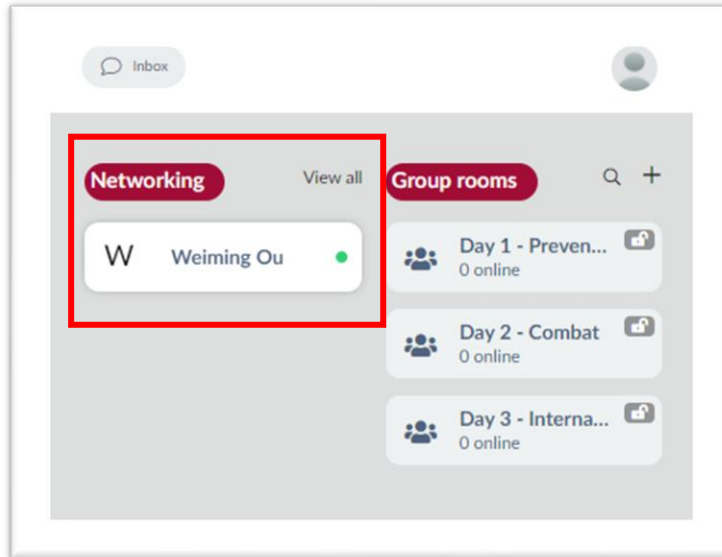 Inbox
Networking
View all
W
Weiming Ou
Group rooms
Day 1 - Preven...
0 online
Day 2 - Combat
0 online
Day 3 - Interna...
0 online